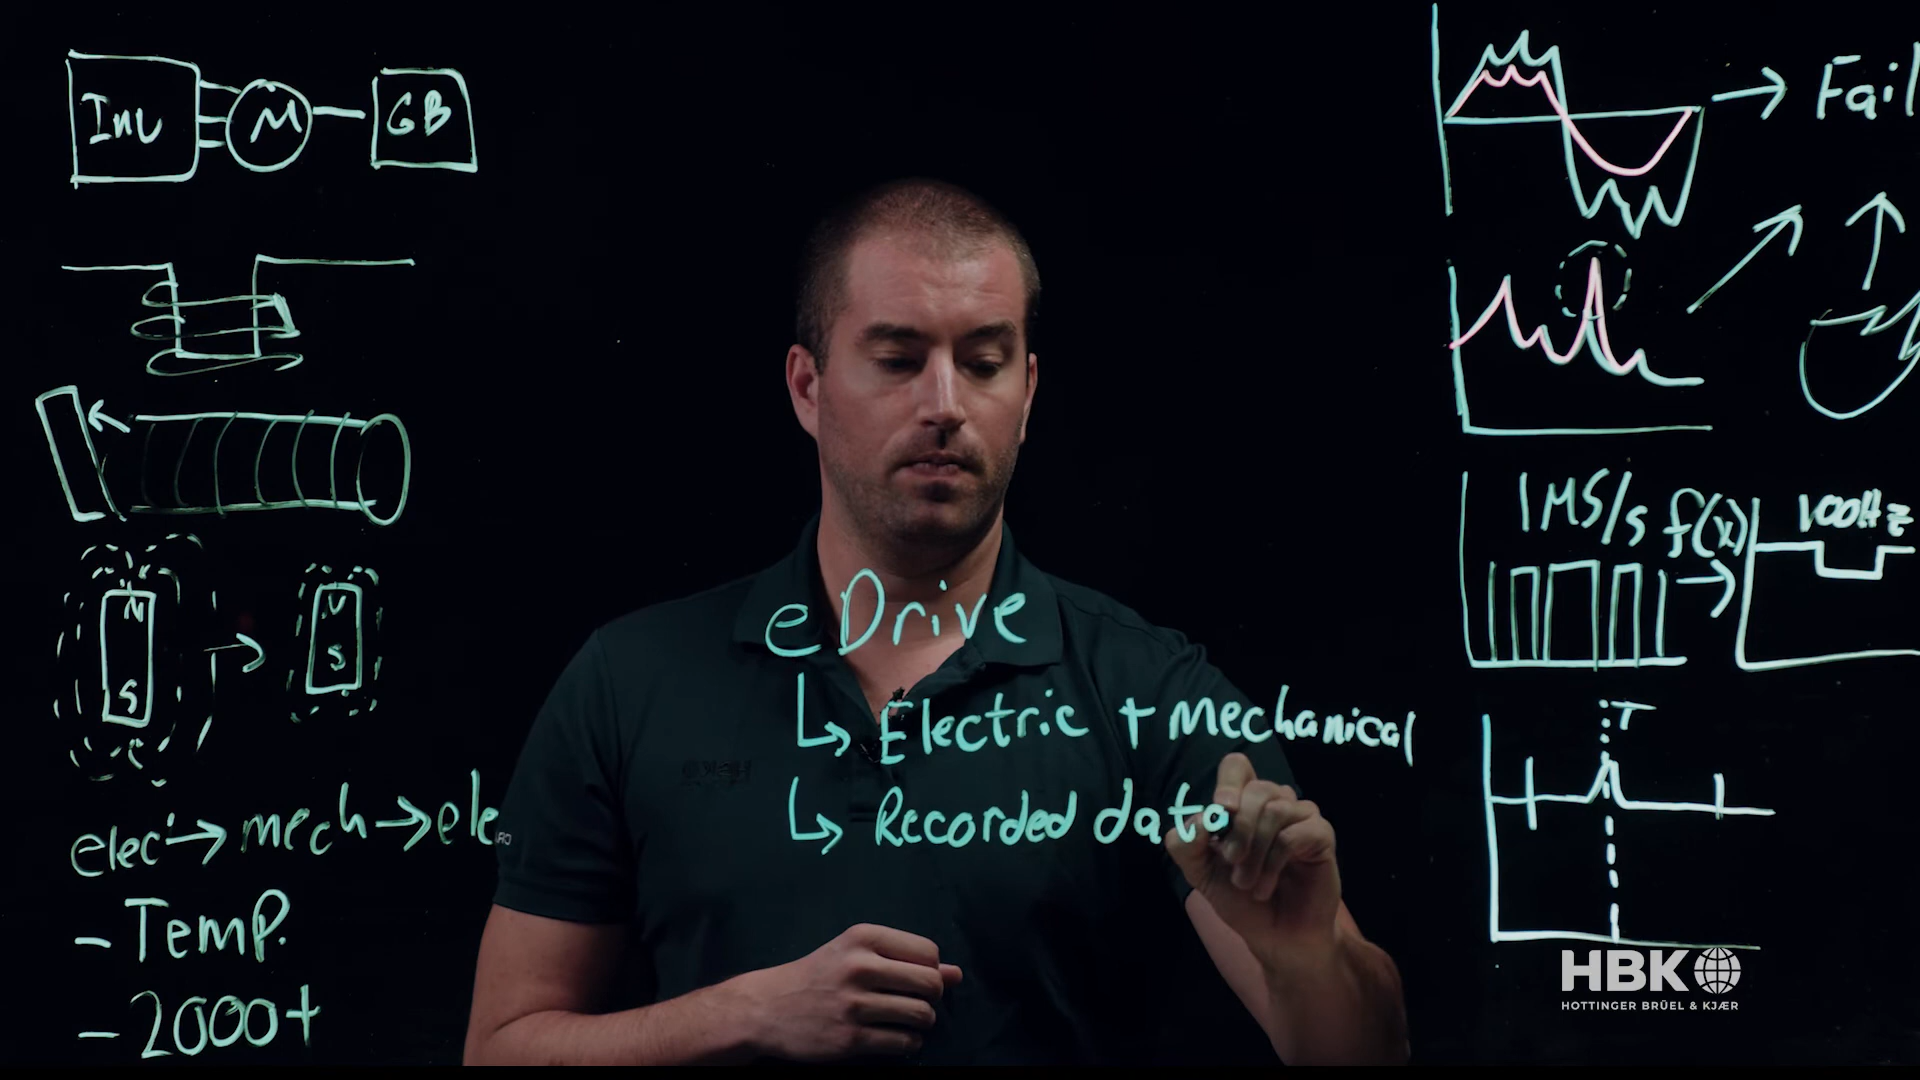 Inv M GB
N
S
N
S
elec → mech → ele
- Temp.
- 2000+
eDrive
↳ Electric + Mechanical
↳ Recorded data
→ Fail
1MS/s f(x) 100Hz
T
HBK
HOTTINGER BRÜEL & KJÆR